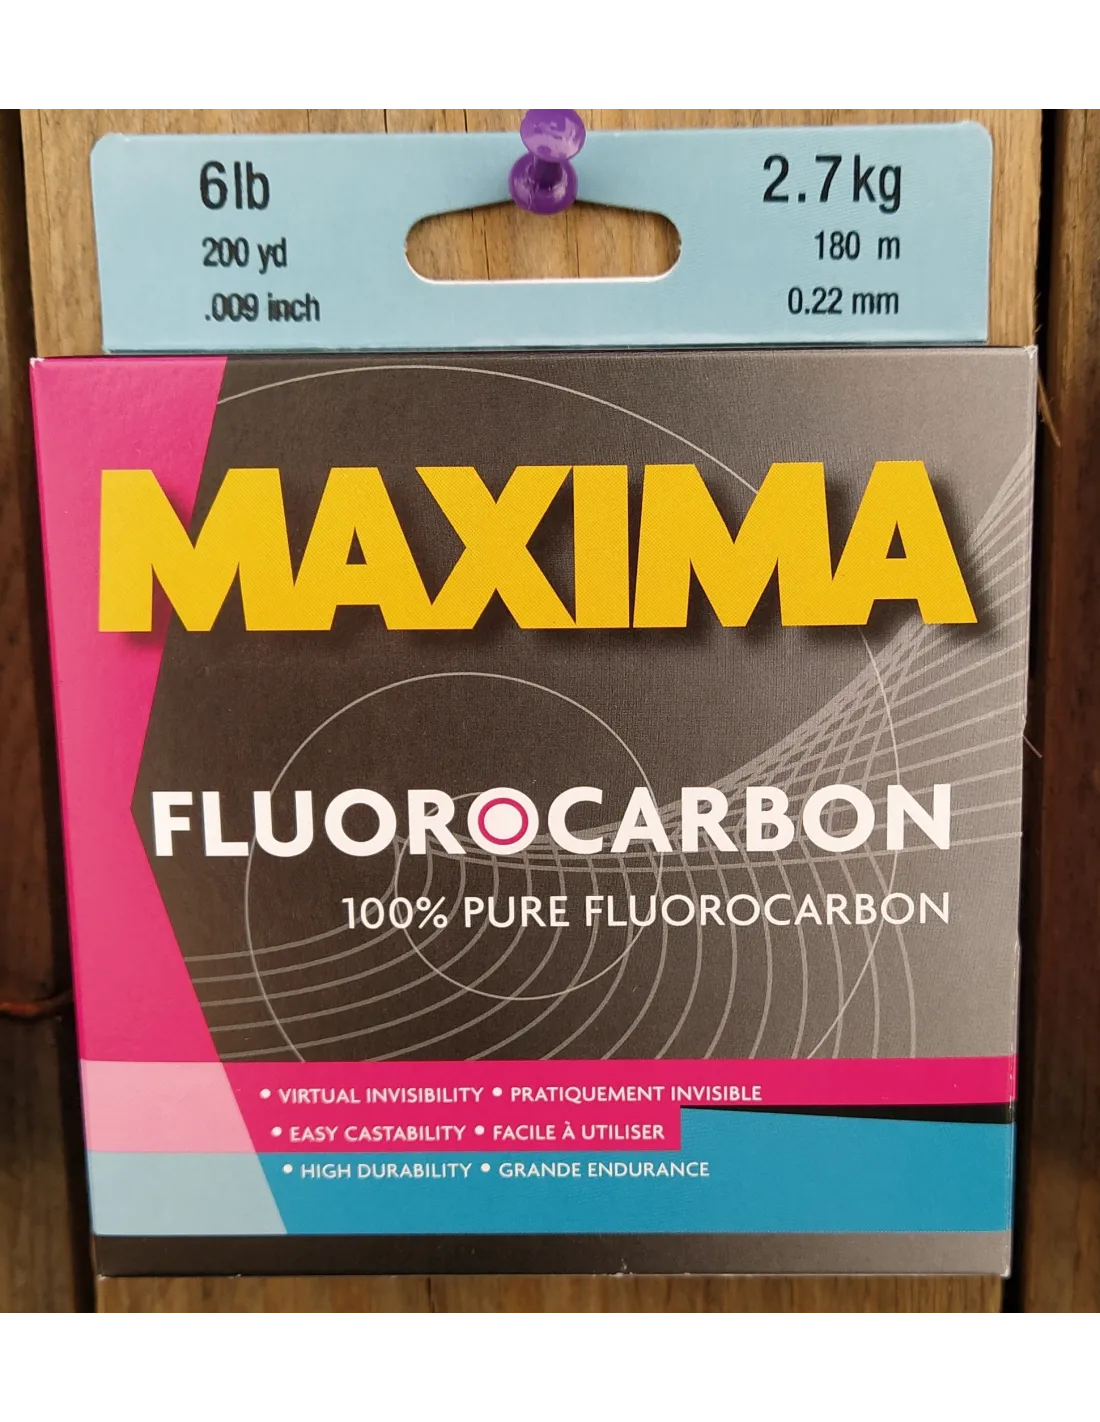 6lb 2.7kg
200 yd 180 m
.009 inch 0.22 mm
MAXIMA
FLUOROCARBON
100% PURE FLUOROCARBON
• VIRTUAL INVISIBILITY • PRATIQUEMENT INVISIBLE
• EASY CASTABILITY • FACILE À UTILISER
• HIGH DURABILITY • GRANDE ENDURANCE